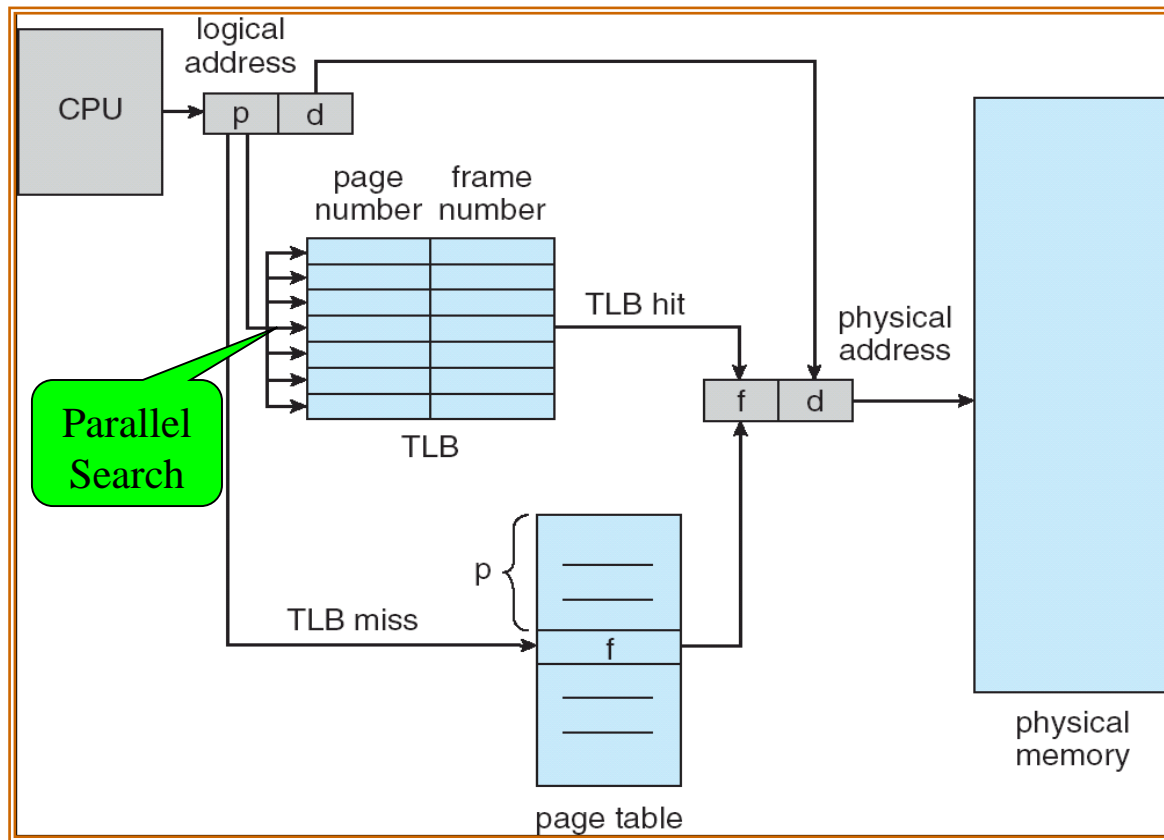 logical
address
CPU
p
d
page
number
frame
number
TLB hit
physical
address
Parallel
Search
f
d
TLB
p
TLB miss
f
physical
memory
page table